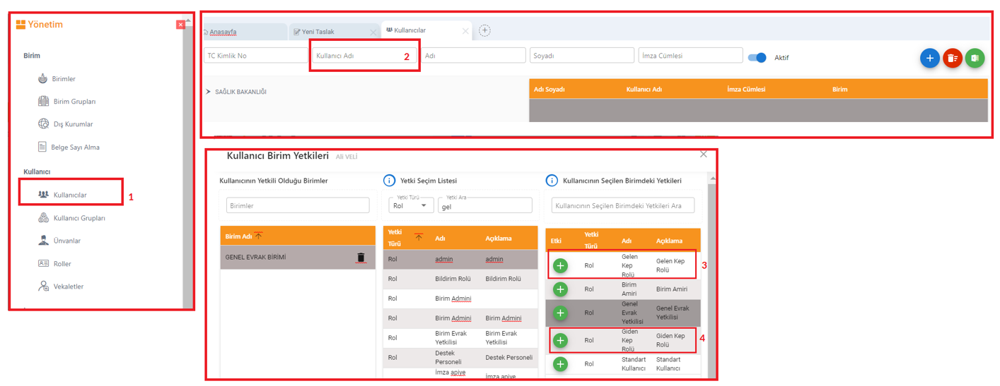 Yönetim
Birim
Birimler
Birim Grupları
Dış Kurumlar
Belge Sayı Alma
Kullanıcı
Kullanıcılar
1
Kullanıcı Grupları
Ünvanlar
Roller
Vekaletler
Anasayfa
Yeni Taslak
Kullanıcılar
TC Kimlik No
Kullanıcı Adı
2
Adı
Soyadı
İmza Cümlesi
Aktif
SAĞLIK BAKANLIĞI
Adı Soyadı
Kullanıcı Adı
İmza Cümlesi
Birim
Kullanıcı Birim Yetkileri
Ali VELİ
Kullanıcının Yetkili Olduğu Birimler
Birimler
Birim Adı
GENEL EVRAK BİRİMİ
Yetki Seçim Listesi
Yetki Türü
Rol
Yetki Ara
gel
Yetki
Türü
Adı
Açıklama
Rol
admin
admin
Rol
Bildirim Rolü
Bildirim Rolü
Rol
Birim Admini
Rol
Birim Admini
Birim Admini
Rol
Birim Evrak
Yetkilisi
Birim Evrak
Yetkilisi
Rol
Destek
Personeli
Destek Personeli
İmza apiye
İmza apiye
Kullanıcının Seçilen Birimdeki Yetkileri
Kullanıcının Seçilen Birimdeki Yetkileri Ara
Etki
Yetki
Türü
Adı
Açıklama
Rol
Gelen
Kep
Rolü
Gelen Kep
Rolü
3
Rol
Birim
Amiri
Birim Amiri
Rol
Genel
Evrak
Yetkilisi
Genel Evrak
Yetkilisi
Rol
Giden
Kep
Rolü
Giden Kep
Rolü
4
Rol
Standart
Kullanıcı
Standart
Kullanıcı